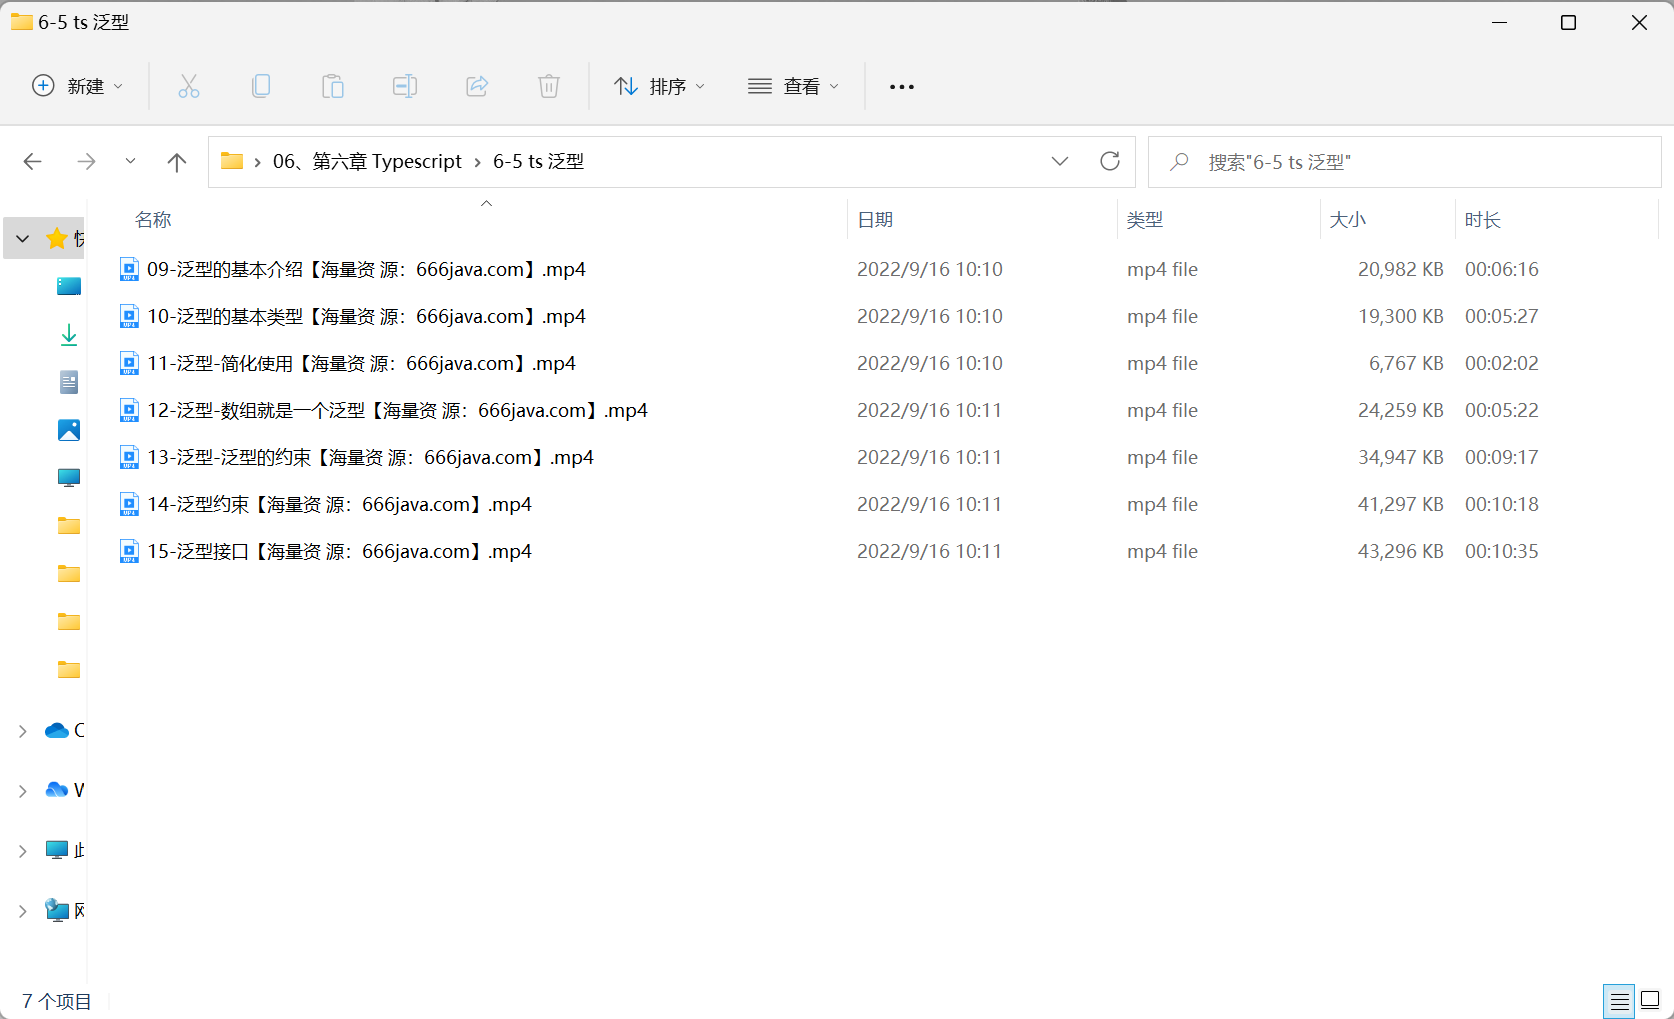 6-5 ts 泛型
新建 排序 查看
06、第六章 Typescript › 6-5 ts 泛型 搜索"6-5 ts 泛型"
名称 日期 类型 大小 时长
09-泛型的基本介绍【海量资 源：666java.com】.mp4 2022/9/16 10:10 mp4 file 20,982 KB 00:06:16
10-泛型的基本类型【海量资 源：666java.com】.mp4 2022/9/16 10:10 mp4 file 19,300 KB 00:05:27
11-泛型-简化使用【海量资 源：666java.com】.mp4 2022/9/16 10:10 mp4 file 6,767 KB 00:02:02
12-泛型-数组就是一个泛型【海量资 源：666java.com】.mp4 2022/9/16 10:11 mp4 file 24,259 KB 00:05:22
13-泛型-泛型的约束【海量资 源：666java.com】.mp4 2022/9/16 10:11 mp4 file 34,947 KB 00:09:17
14-泛型约束【海量资 源：666java.com】.mp4 2022/9/16 10:11 mp4 file 41,297 KB 00:10:18
15-泛型接口【海量资 源：666java.com】.mp4 2022/9/16 10:11 mp4 file 43,296 KB 00:10:35
7 个项目